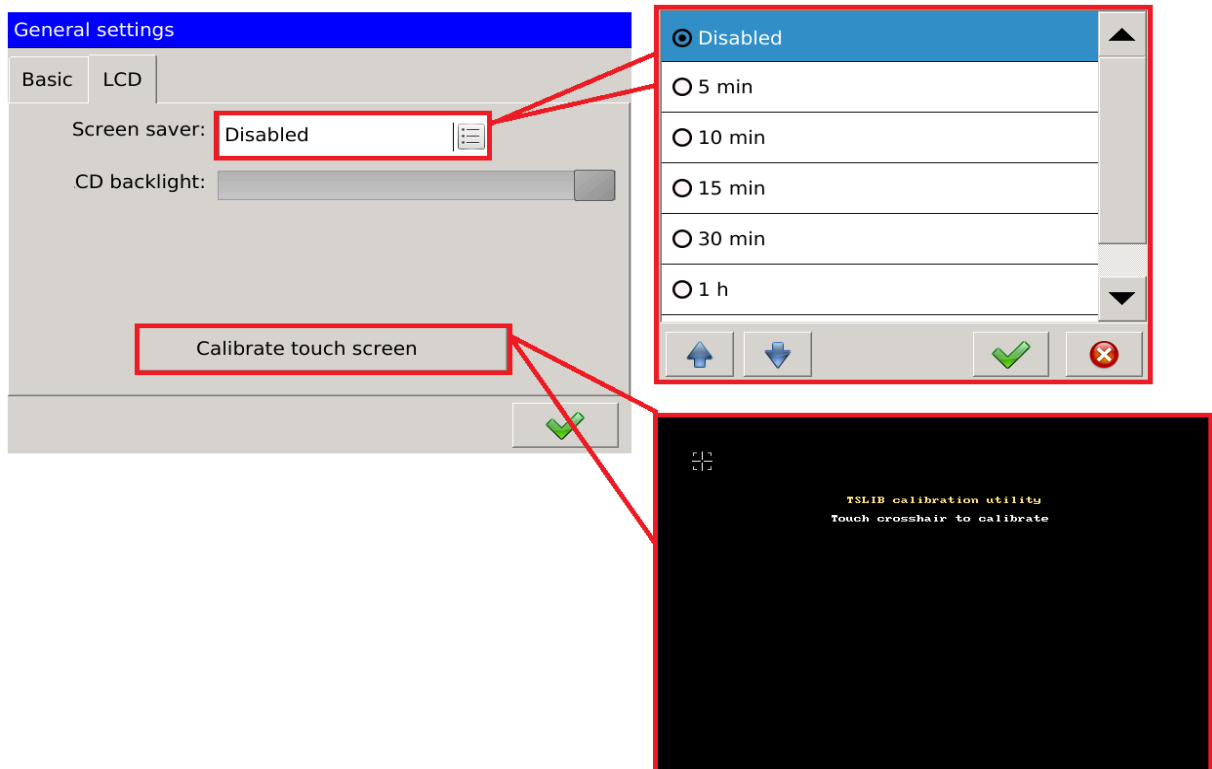 General settings
Basic LCD
Screen saver: Disabled
CD backlight:
Calibrate touch screen
Disabled
5 min
10 min
15 min
30 min
1 h
TSLIB calibration utility
Touch crosshair to calibrate